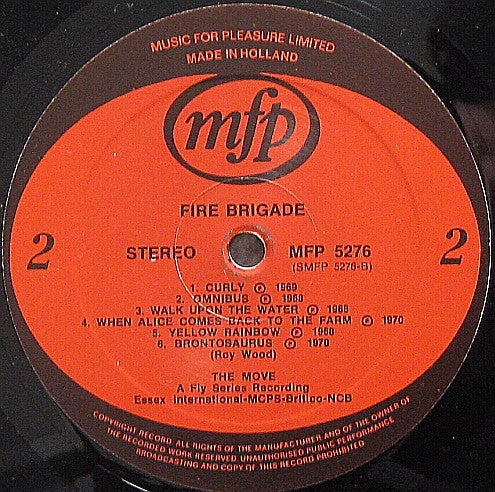 MUSIC FOR PLEASURE LIMITED
MADE IN HOLLAND
mfp
FIRE BRIGADE
2
2
STEREO
MFP 5276
(SMFP 5276-B)
1. CURLY Ⓟ 1969
2. OMNIBUS Ⓟ 1968
3. WALK UPON THE WATER Ⓟ 1968
4. WHEN ALICE COMES BACK TO THE FARM Ⓟ 1970
5. YELLOW RAINBOW Ⓟ 1968
6. BRONTOSAURUS Ⓟ 1970
(Roy Wood)
THE MOVE
A Fly Series Recording
Essex International-MCPS-Britico-NCB
COPYRIGHT RECORD. ALL RIGHTS OF THE MANUFACTURER AND OF THE OWNER OF
THE RECORDED WORK RESERVED. UNAUTHORISED PUBLIC PERFORMANCE
BROADCASTING AND COPY OF THIS RECORD PROHIBITED